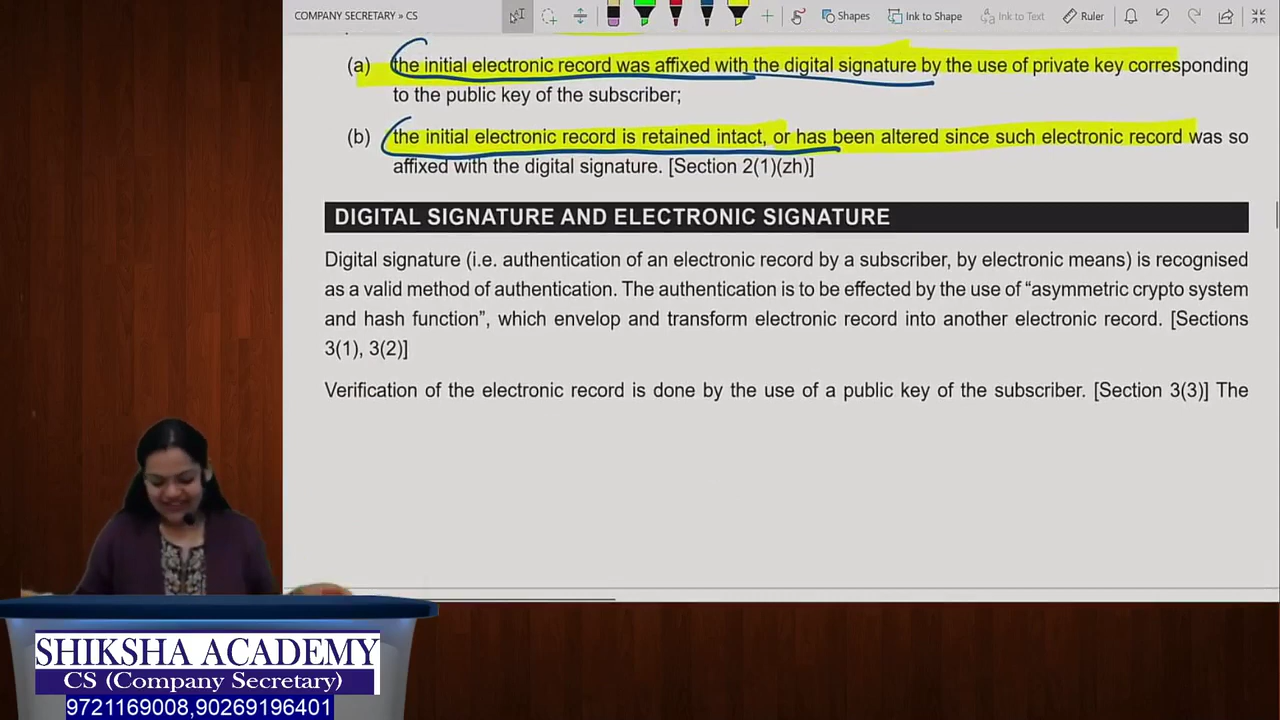 COMPANY SECRETARY » CS
Shapes
Ink to Shape
Ink to Text
Ruler
(a) the initial electronic record was affixed with the digital signature by the use of private key corresponding
to the public key of the subscriber;
(b) the initial electronic record is retained intact, or has been altered since such electronic record was so
affixed with the digital signature. [Section 2(1)(zh)]
DIGITAL SIGNATURE AND ELECTRONIC SIGNATURE
Digital signature (i.e. authentication of an electronic record by a subscriber, by electronic means) is recognised
as a valid method of authentication. The authentication is to be effected by the use of “asymmetric crypto system
and hash function”, which envelop and transform electronic record into another electronic record. [Sections
3(1), 3(2)]
Verification of the electronic record is done by the use of a public key of the subscriber. [Section 3(3)] The
SHIKSHA ACADEMY
CS (Company Secretary)
9721169008,90269196401